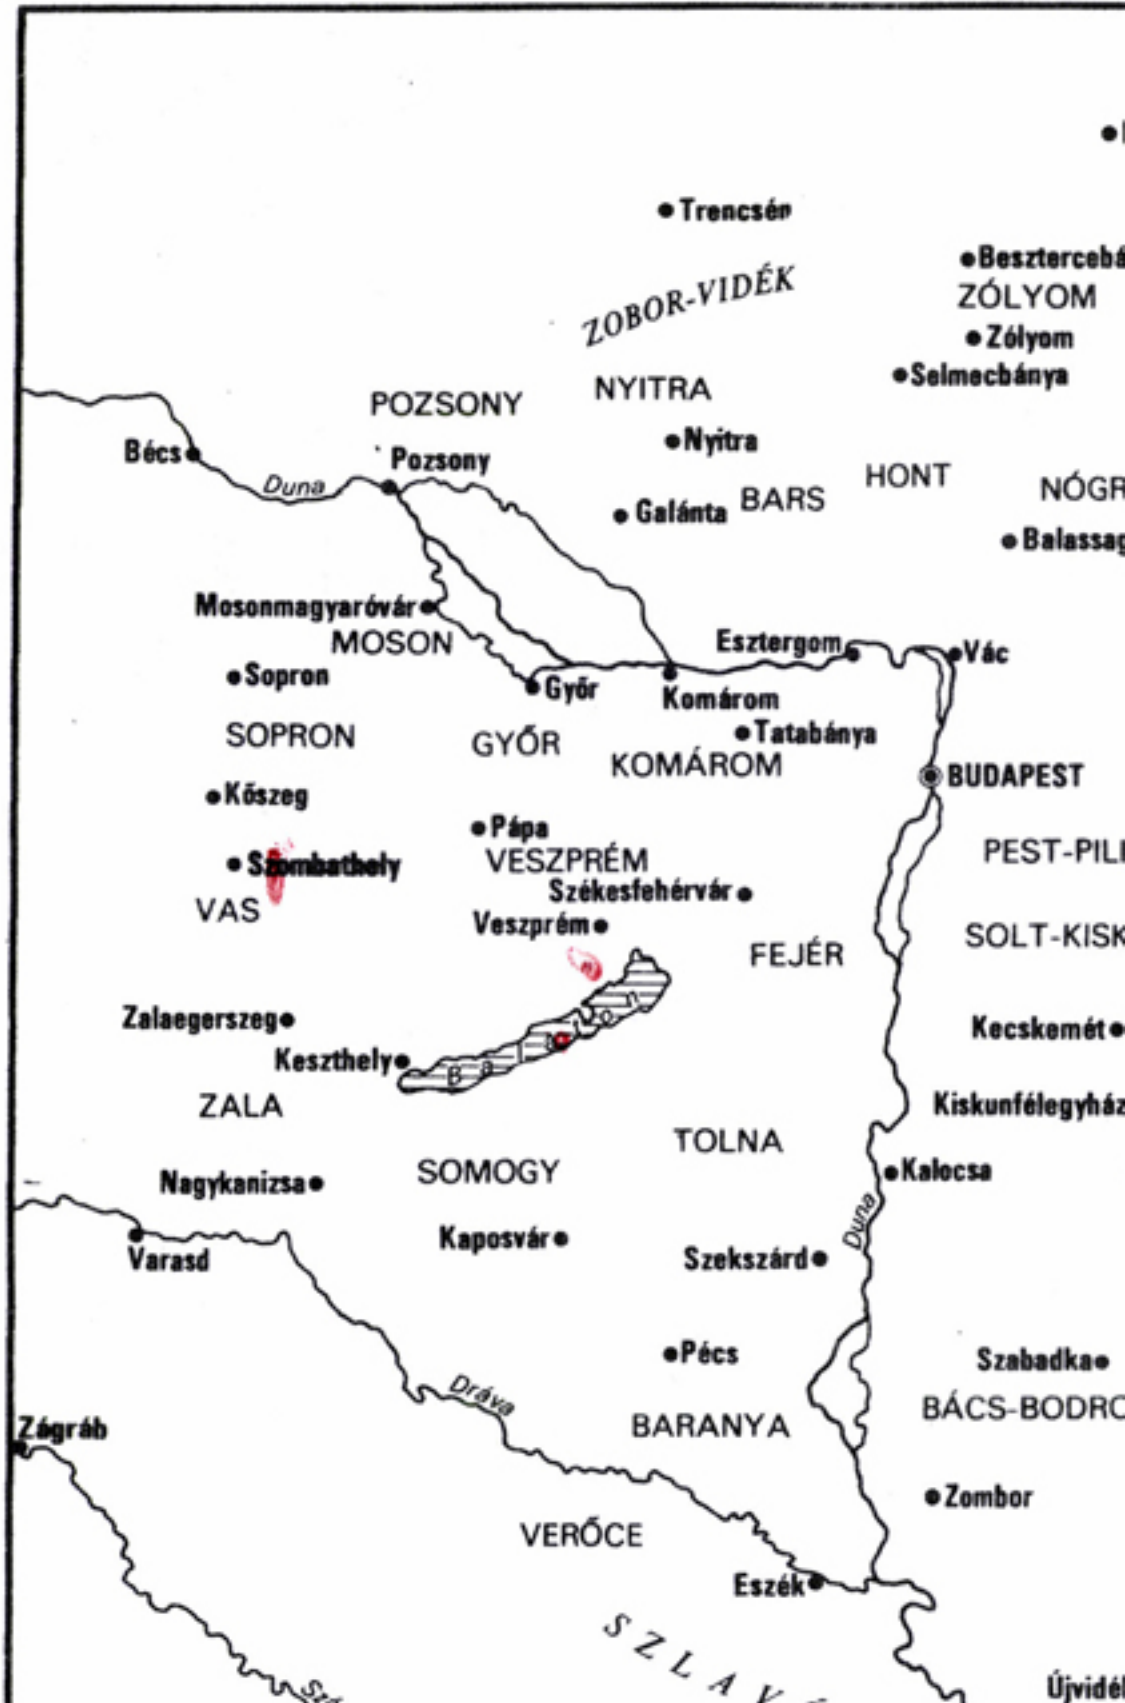 Trencsén
Besztercebá
ZOBOR-VIDÉK
ZÓLYOM
Zólyom
Selmecbánya
NYITRA
POZSONY
Nyitra
Bécs
Pozsony
HONT
Duna
NÓGR
BARS
Galánta
Balassag
Mosonmagyaróvár
MOSON
Esztergom
Vác
Sopron
Győr
Komárom
SOPRON
GYŐR
Tatabánya
KOMÁROM
BUDAPEST
Kőszeg
Pápa
VESZPRÉM
PEST-PIL
Szombathely
Székesfehérvár
VAS
Veszprém
SOLT-KISK
FEJÉR
Balaton
Zalaegerszeg
Kecskemét
Keszthely
ZALA
Kiskunfélegyház
TOLNA
SOMOGY
Kalocsa
Nagykanizsa
Duna
Kaposvár
Varasd
Szekszárd
Pécs
Szabadka
Dráva
BÁCS-BODRO
Zágráb
BARANYA
Zombor
VERŐCE
Eszék
SZLAV
Újvidé